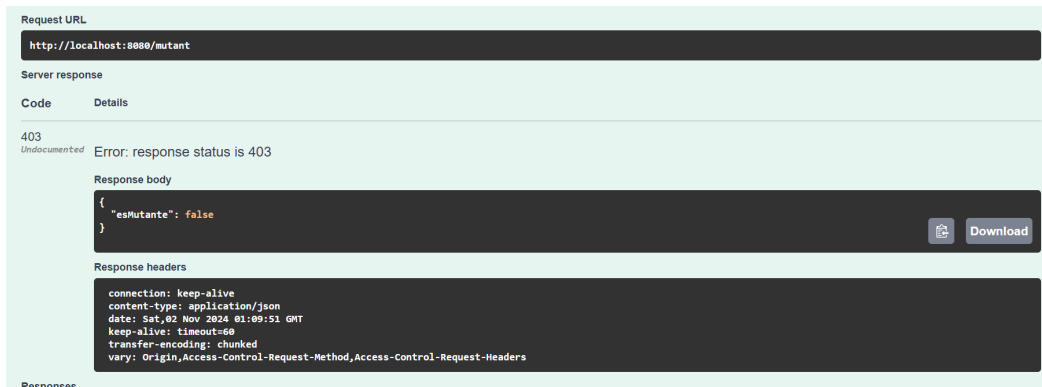 Request URL
http://localhost:8080/mutant
Server response
Code Details
403
Undocumented
Error: response status is 403
Response body
{
"esMutante": false
}
Download
Response headers
connection: keep-alive
content-type: application/json
date: Sat,02 Nov 2024 01:09:51 GMT
keep-alive: timeout=60
transfer-encoding: chunked
vary: Origin,Access-Control-Request-Method,Access-Control-Request-Headers
Responses